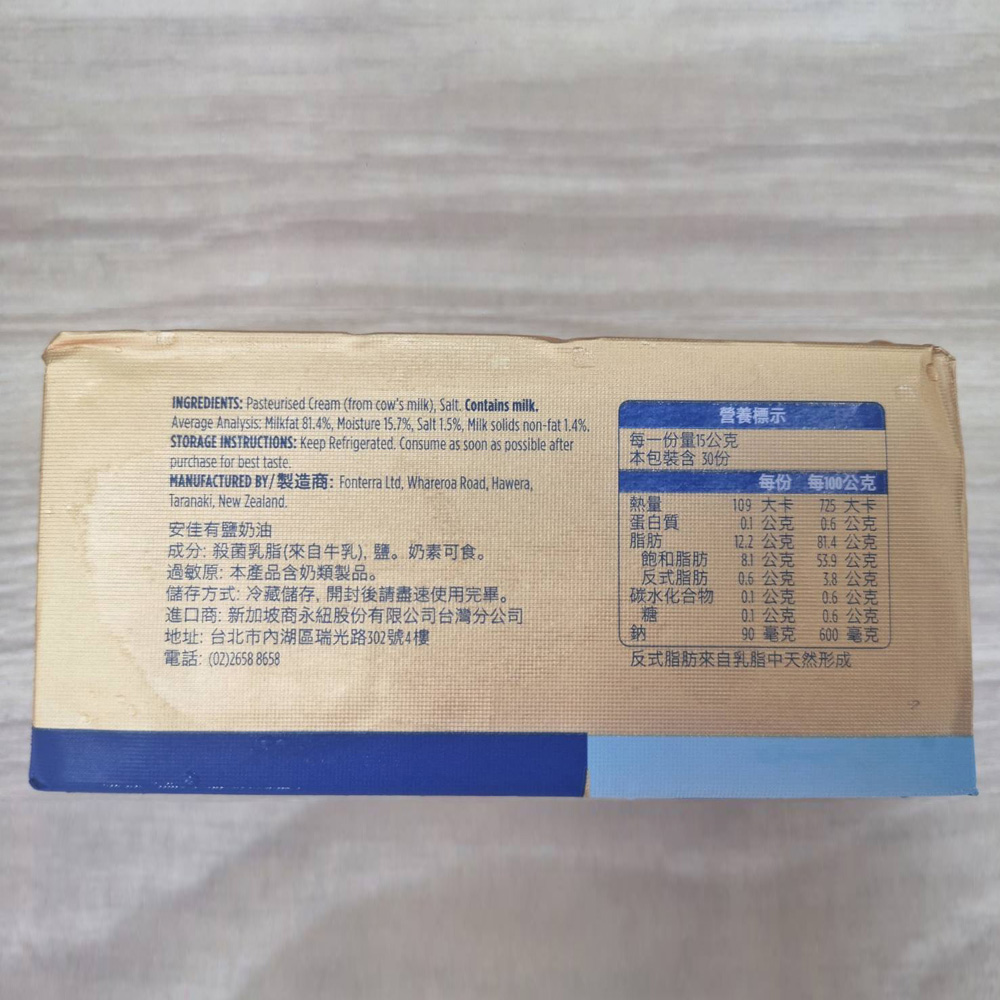 INGREDIENTS: Pasteurised Cream (from cow's milk), Salt. Contains milk.
Average Analysis: Milkfat 81.4%, Moisture 15.7%, Salt 1.5%, Milk solids non-fat 1.4%.
STORAGE INSTRUCTIONS: Keep Refrigerated. Consume as soon as possible after
purchase for best taste.
MANUFACTURED BY/製造商: Fonterra Ltd, Whareroa Road, Hawera,
Taranaki, New Zealand.
安佳有鹽奶油
成分: 殺菌乳脂(來自牛乳), 鹽。奶素可食。
過敏原: 本產品含奶類製品。
儲存方式: 冷藏儲存, 開封後請盡速使用完畢。
進口商: 新加坡商永紐股份有限公司台灣分公司
地址: 台北市內湖區瑞光路302號4樓
電話: (02)2658 8658
營養標示
每一份量15公克
本包裝含 30份
每份 每100公克
熱量 109 大卡 725 大卡
蛋白質 0.1 公克 0.6 公克
脂肪 12.2 公克 81.4 公克
飽和脂肪 8.1 公克 53.9 公克
反式脂肪 0.6 公克 3.8 公克
碳水化合物 0.1 公克 0.6 公克
糖 0.1 公克 0.6 公克
鈉 90 毫克 600 毫克
反式脂肪來自乳脂中天然形成